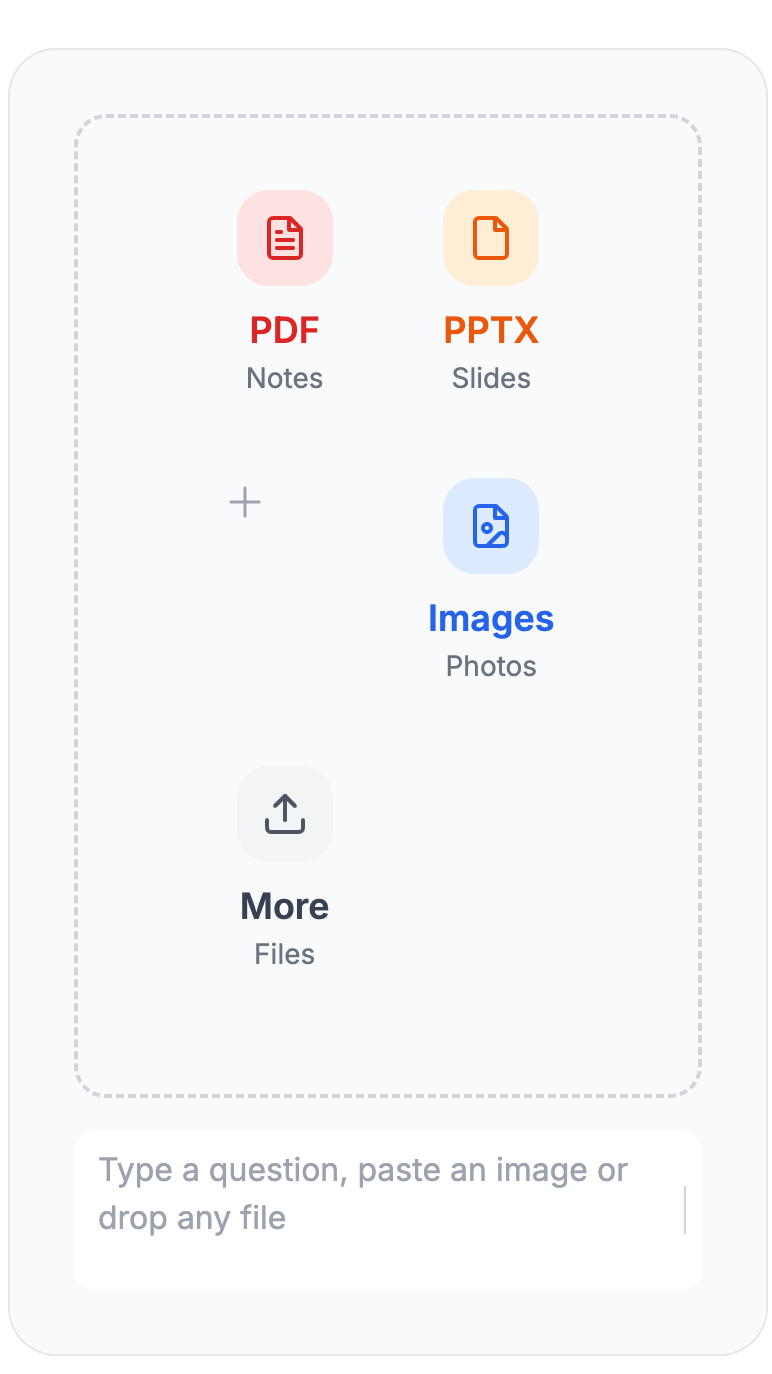 PDF
Notes
PPTX
Slides
Images
Photos
More
Files
Type a question, paste an image or
drop any file